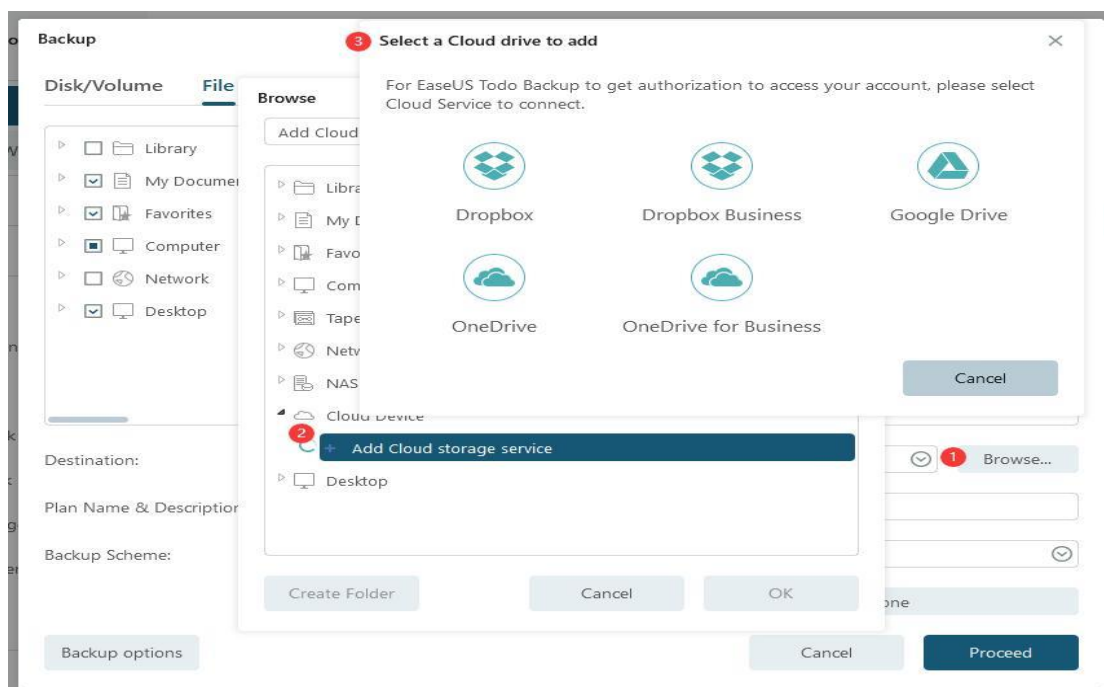 Backup
3 Select a Cloud drive to add
Disk/Volume File
Browse
For EaseUS Todo Backup to get authorization to access your account, please select
Cloud Service to connect.
Add Cloud
Library
My Documen
Favorites
Computer
Network
Desktop
Libra
My D
Favo
Com
Tape
Netw
NAS
Cloud Device
2 + Add Cloud storage service
Desktop
Dropbox
Dropbox Business
Google Drive
OneDrive
OneDrive for Business
Cancel
Destination:
1 Browse...
Plan Name & Description
Backup Scheme:
Create Folder
Cancel
OK
one
Backup options
Cancel
Proceed